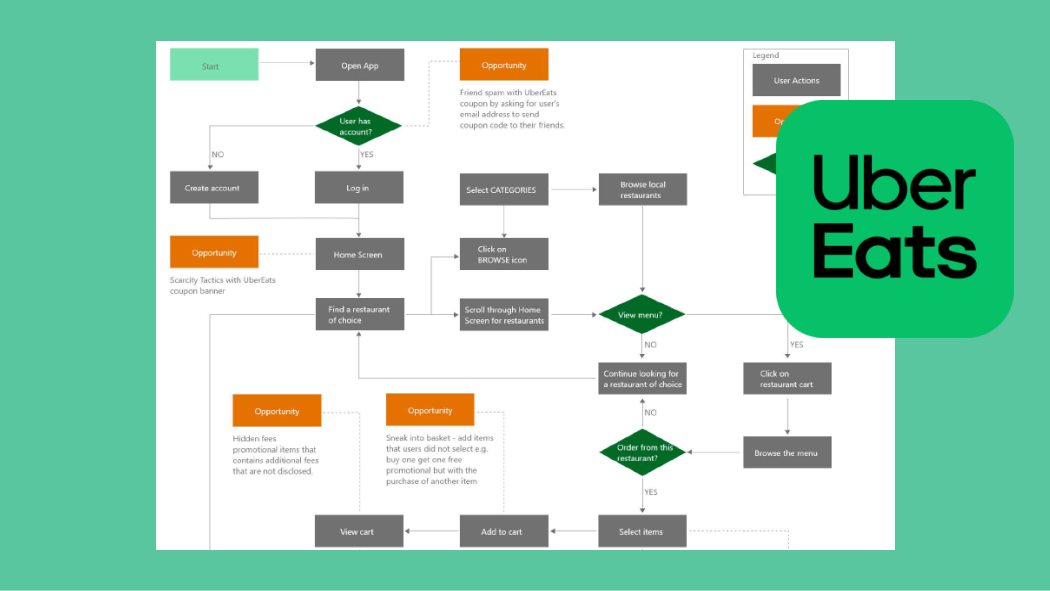 Start
Open App
Opportunity
Legend
User Actions
Friend spam with UberEats
coupon by asking for user's
email address to send
coupon code to their friends.
User has
account?
NO
YES
Create account
Log in
Select CATEGORIES
Browse local
restaurants
Uber
Eats
Opportunity
Scarcity Tactics with UberEats
coupon banner
Home Screen
Click on
BROWSE icon
Find a restaurant
of choice
Scroll through Home
Screen for restaurants
View menu?
NO
YES
Continue looking for
a restaurant of choice
Click on
restaurant cart
Opportunity
Hidden fees
promotional items that
contains additional fees
that are not disclosed.
Opportunity
Sneak into basket - add items
that users did not select e.g.
buy one get one free
promotional but with the
purchase of another item
NO
Order from this
restaurant?
Browse the menu
YES
View cart
Add to cart
Select items